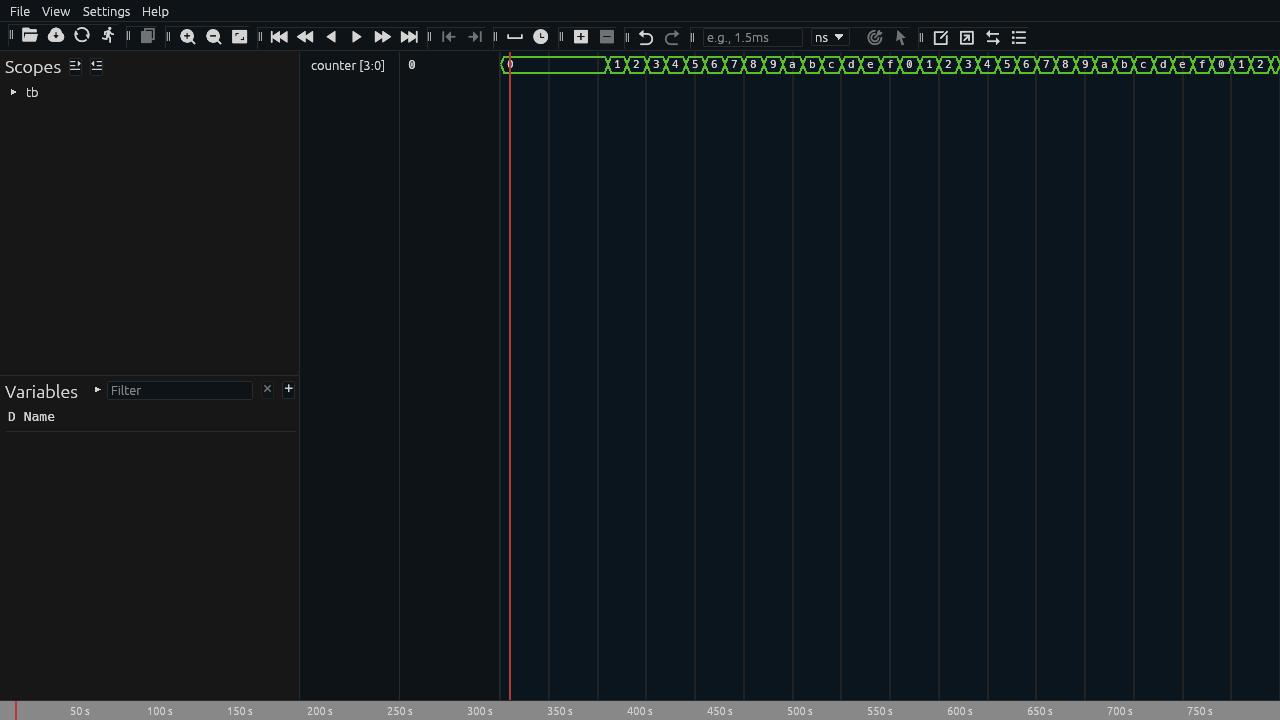 File View Settings Help
e.g., 1.5ms ns
Scopes
tb
counter [3:0] 0
0 1 2 3 4 5 6 7 8 9 a b c d e f 0 1 2 3 4 5 6 7 8 9 a b c d e f 0 1 2
Variables Filter
D Name
50 s 100 s 150 s 200 s 250 s 300 s 350 s 400 s 450 s 500 s 550 s 600 s 650 s 700 s 750 s